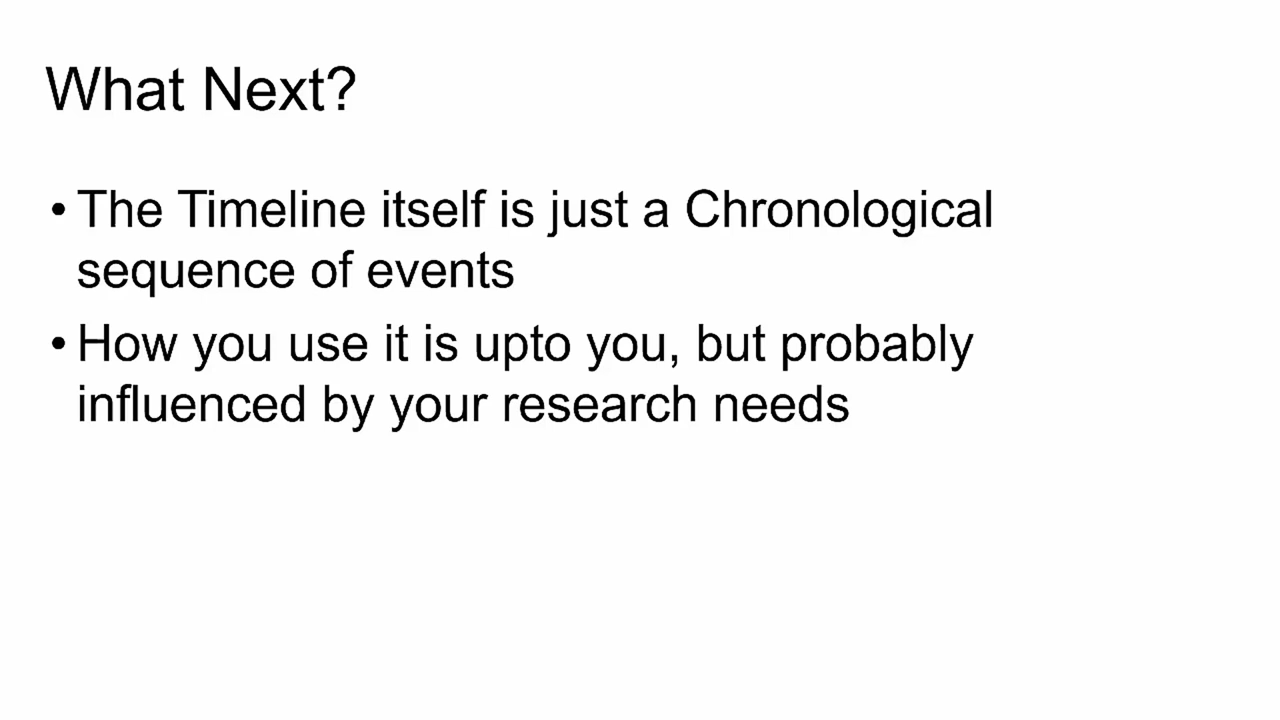 What Next?
• The Timeline itself is just a Chronological
sequence of events
• How you use it is upto you, but probably
influenced by your research needs